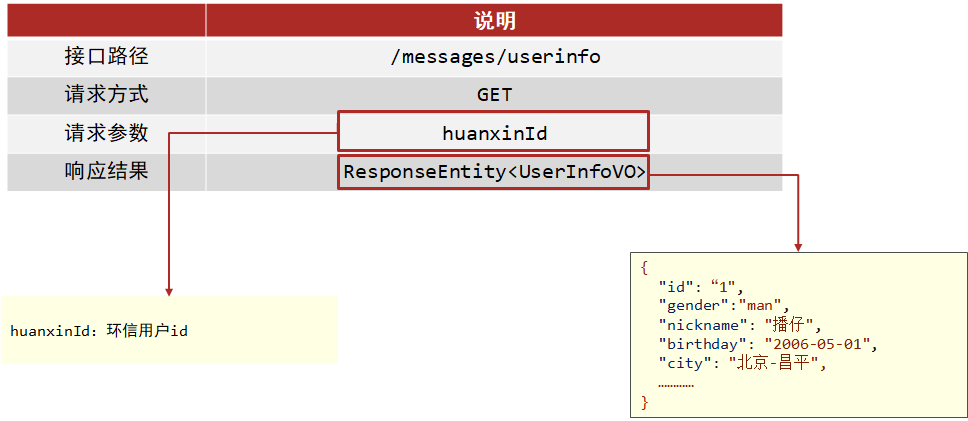 说明
接口路径 /messages/userinfo
请求方式 GET
请求参数 huanxinId
响应结果 ResponseEntity<UserInfoVO>
huanxinId：环信用户id
{
"id": “1",
"gender":"man",
"nickname": "播仔",
"birthday": "2006-05-01",
"city": "北京-昌平",
…………
}